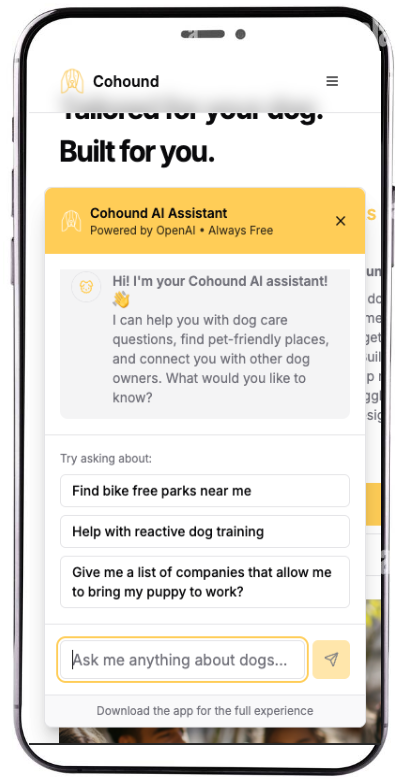 Cohound
Tailored for your dog.
Built for you.
Cohound AI Assistant
Powered by OpenAI • Always Free
Hi! I'm your Cohound AI assistant!
👋
I can help you with dog care
questions, find pet-friendly places,
and connect you with other dog
owners. What would you like to
know?
Try asking about:
Find bike free parks near me
Help with reactive dog training
Give me a list of companies that allow me
to bring my puppy to work?
Ask me anything about dogs...
Download the app for the full experience